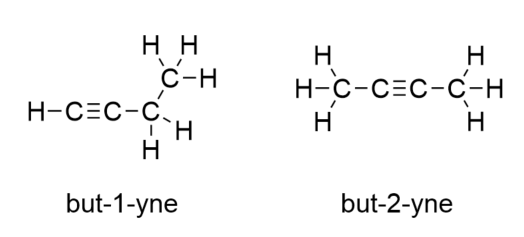 H H
C–H
H–C≡C–C
H
H
but-1-yne
H H
H–C–C≡C–C–H
H H
but-2-yne